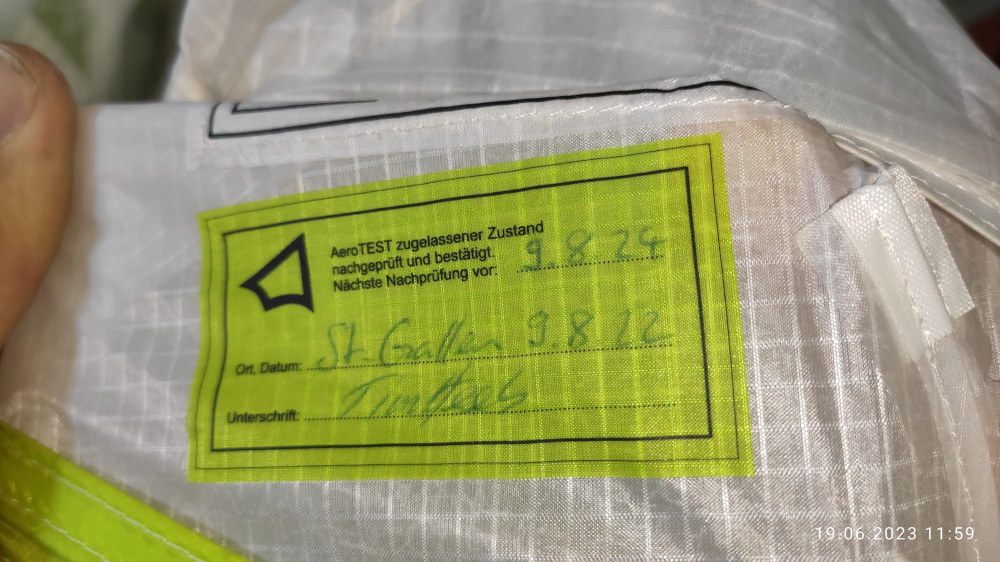 AeroTEST zugelassener Zustand
nachgeprüft und bestätigt.
Nächste Nachprüfung vor: 9.8 24
Ort, Datum: St. Gallen 9.8 22
Unterschrift:
19.06.2023 11:59